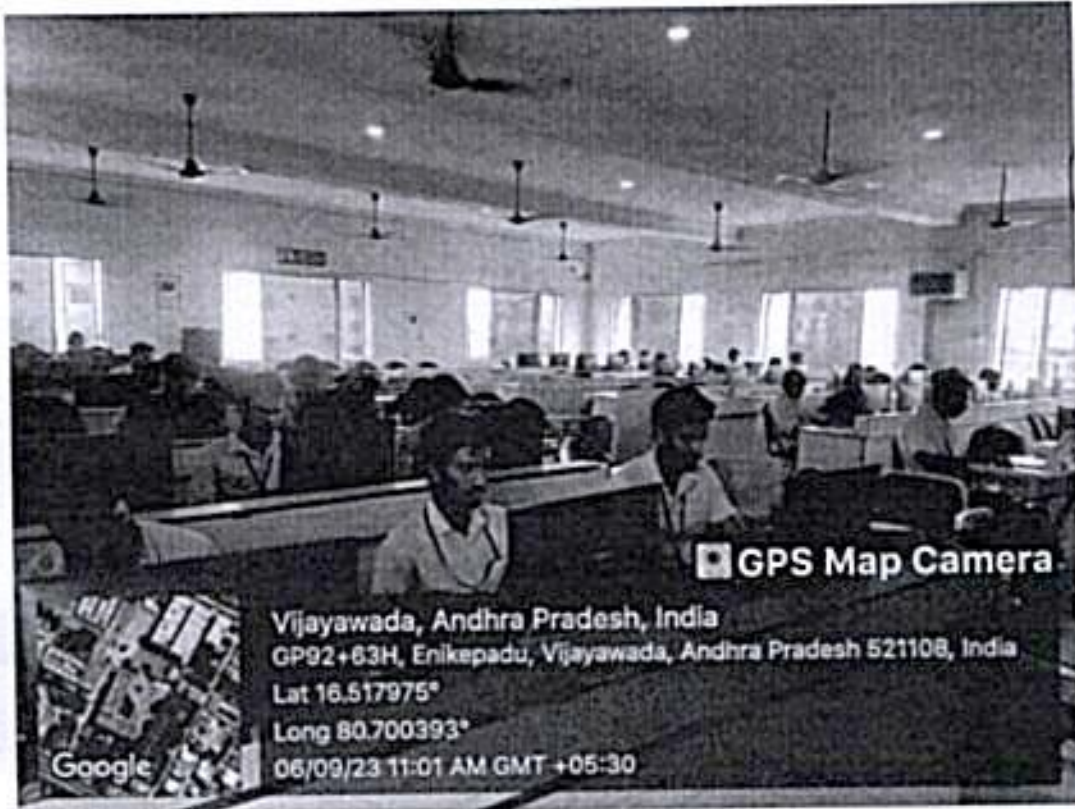 GPS Map Camera
Vijayawada, Andhra Pradesh, India
GP92+63H, Enikepadu, Vijayawada, Andhra Pradesh 521108, India
Lat 16.517975°
Long 80.700393°
06/09/23 11:01 AM GMT +05:30
Google